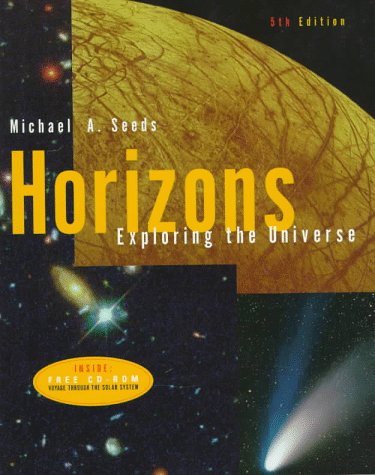 5th Edition
Michael A. Seeds
Horizons
Exploring the Universe
INSIDE:
FREE CD-ROM
VOYAGE THROUGH THE SOLAR SYSTEM